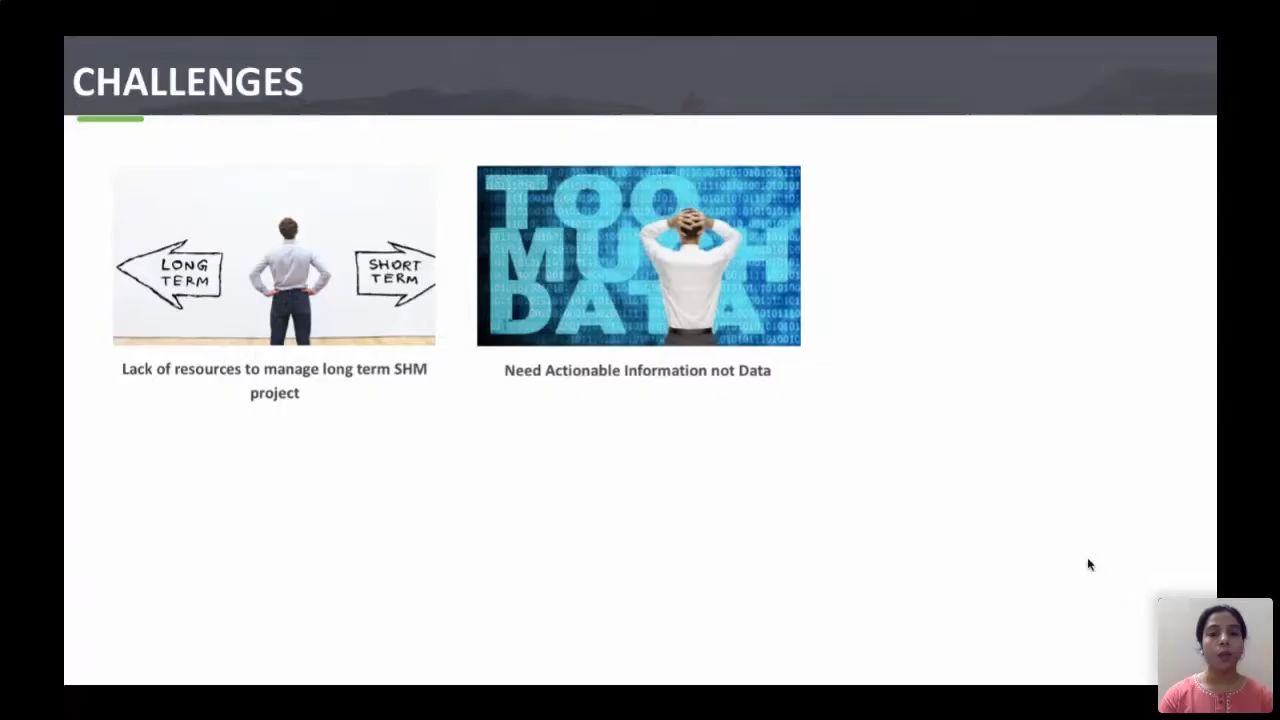 CHALLENGES
LONG
TERM
SHORT
TERM
TOO
MUCH
DATA
Lack of resources to manage long term SHM
project
Need Actionable Information not Data